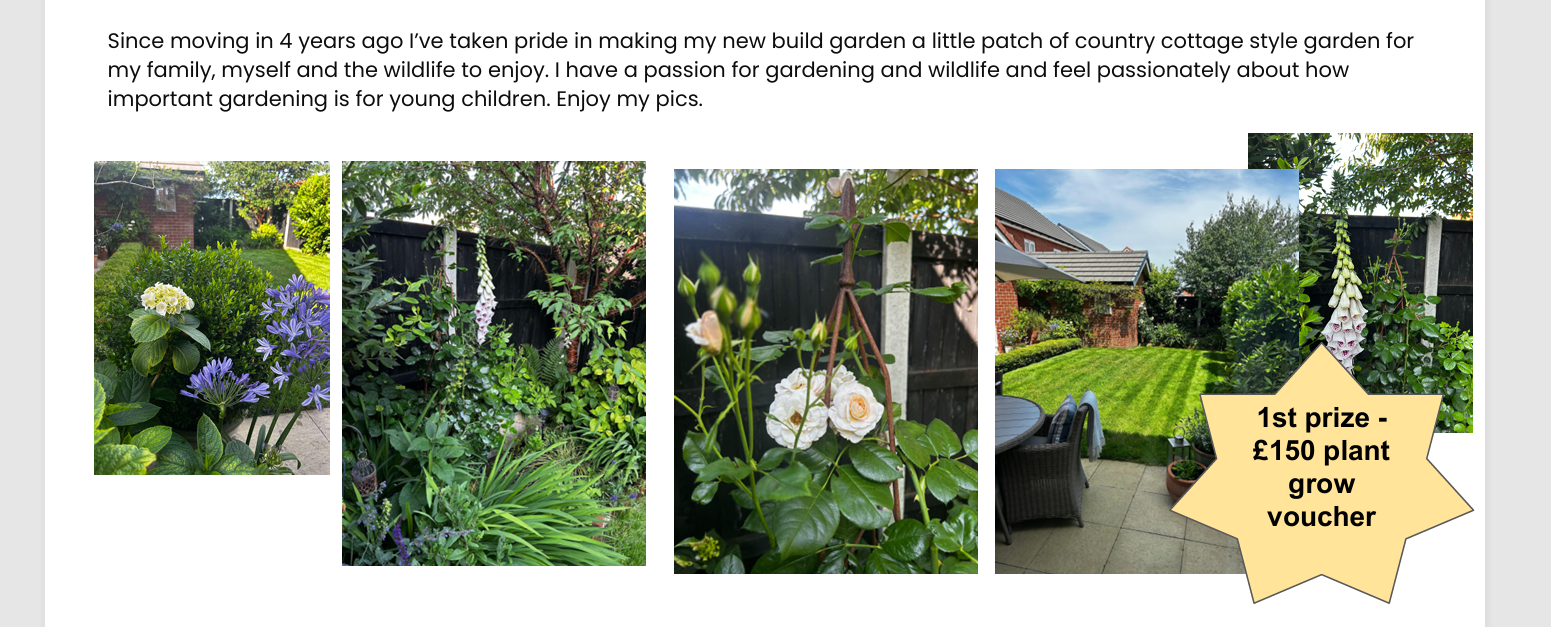 Since moving in 4 years ago I’ve taken pride in making my new build garden a little patch of country cottage style garden for
my family, myself and the wildlife to enjoy. I have a passion for gardening and wildlife and feel passionately about how
important gardening is for young children. Enjoy my pics.
1st prize -
£150 plant
grow
voucher